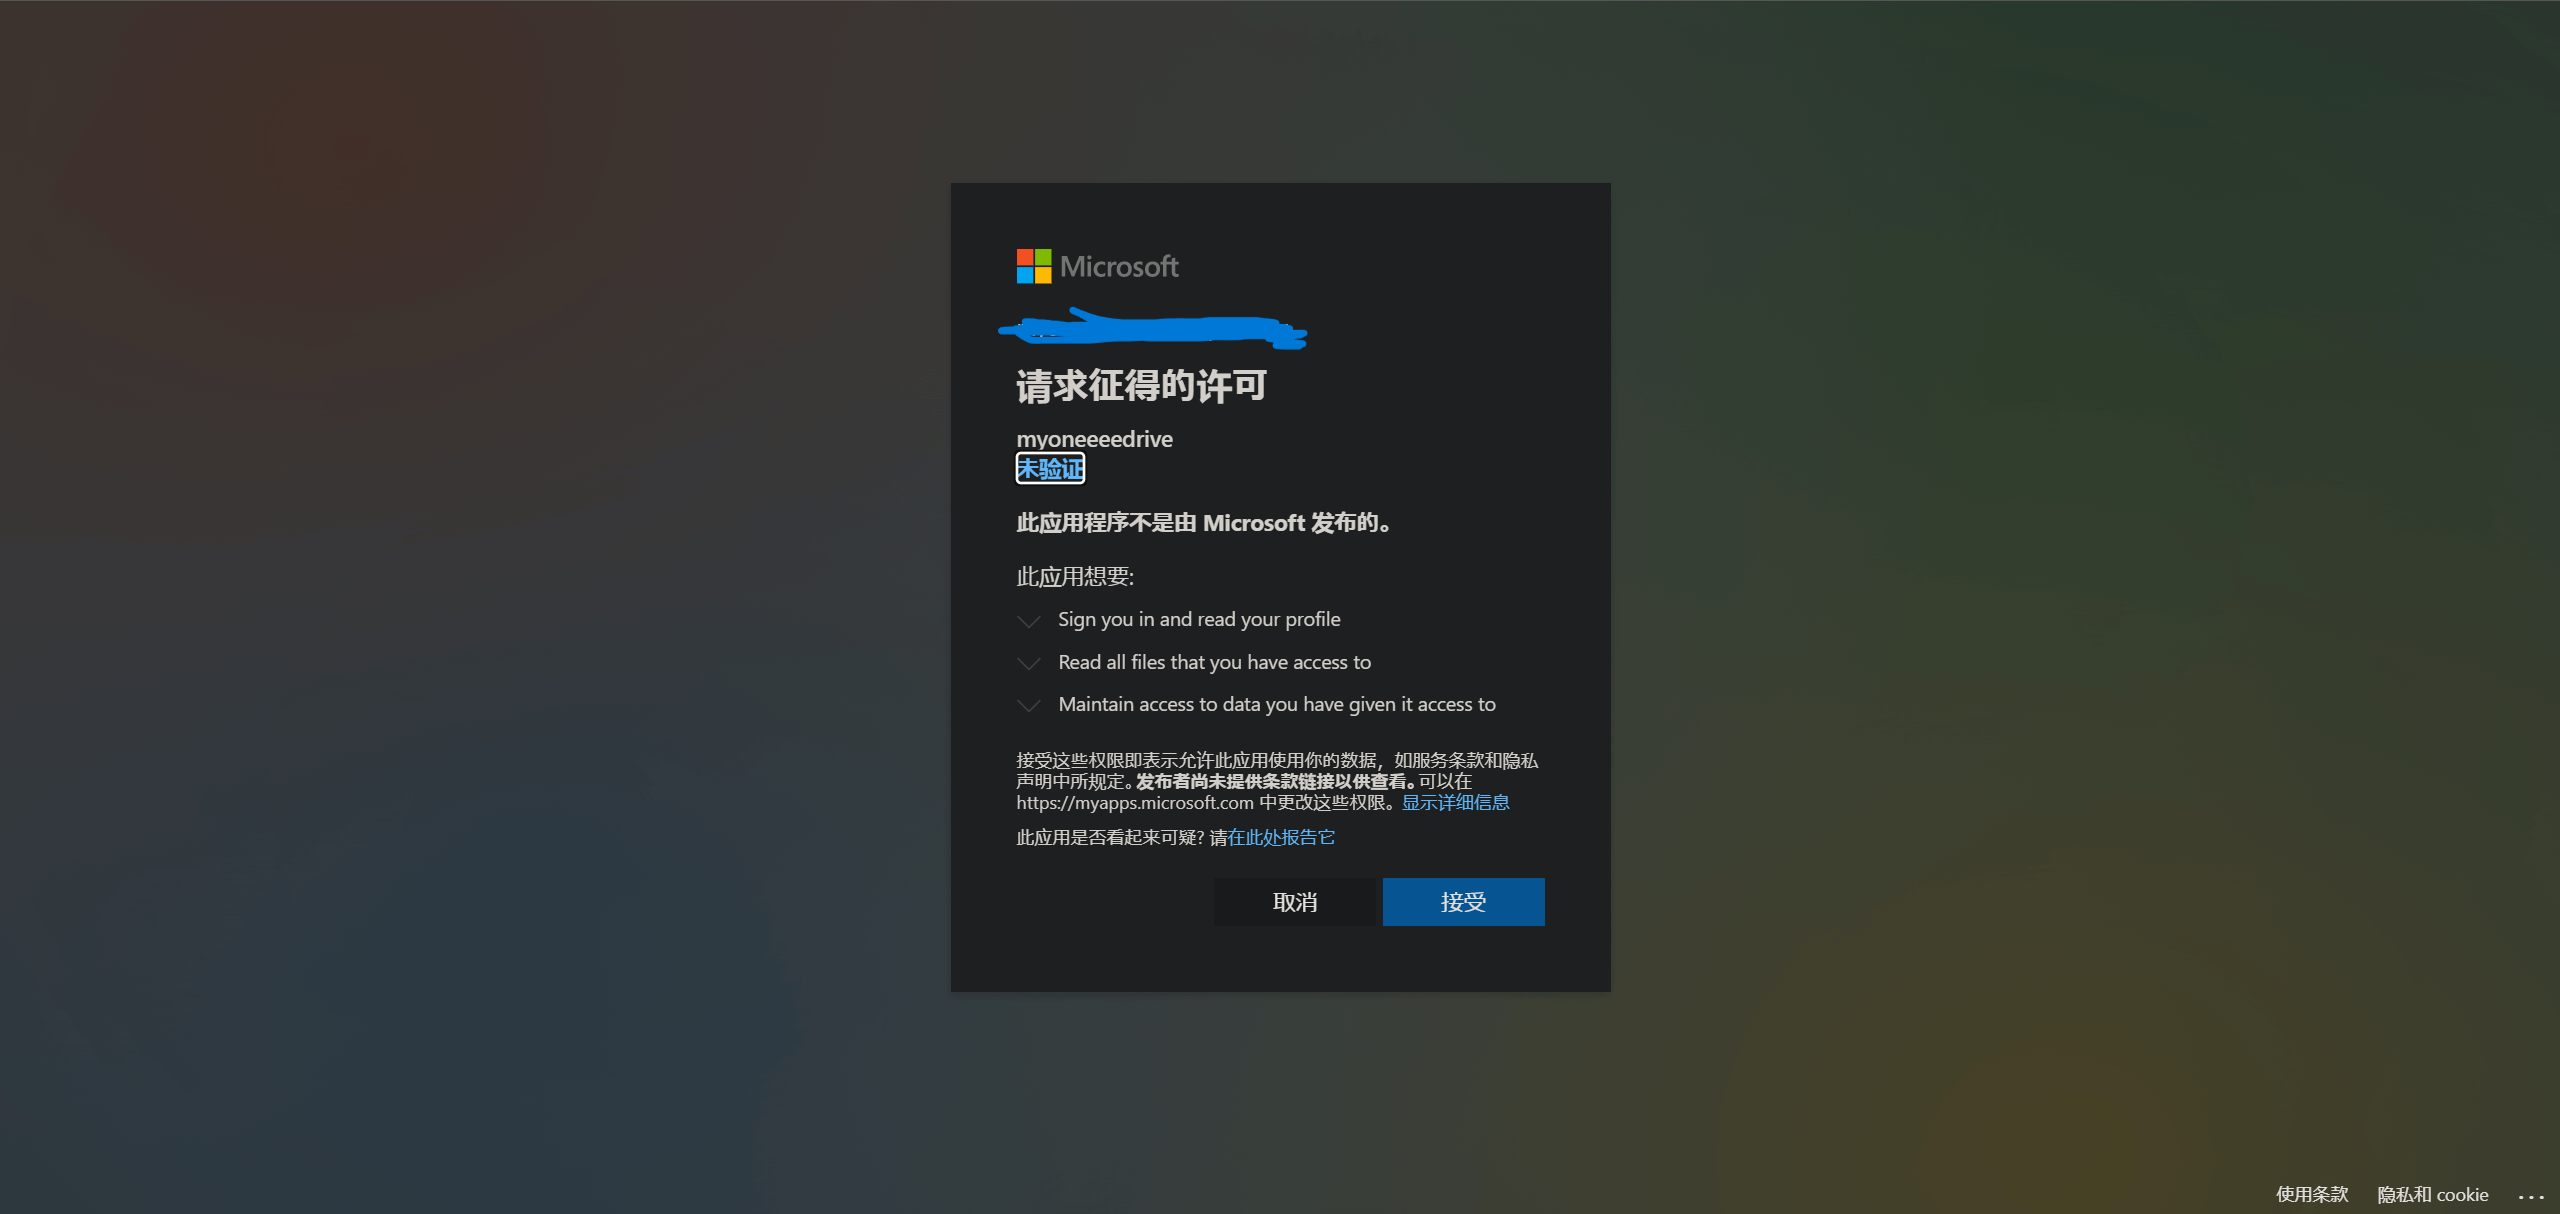 Microsoft
请求征得的许可
myoneeeedrive
未验证
此应用程序不是由 Microsoft 发布的。
此应用想要:
Sign you in and read your profile
Read all files that you have access to
Maintain access to data you have given it access to
接受这些权限即表示允许此应用使用你的数据，如服务条款和隐私
声明中所规定。发布者尚未提供条款链接以供查看。可以在
https://myapps.microsoft.com 中更改这些权限。显示详细信息
此应用是否看起来可疑? 请在此处报告它
取消 接受
使用条款 隐私和 cookie ...